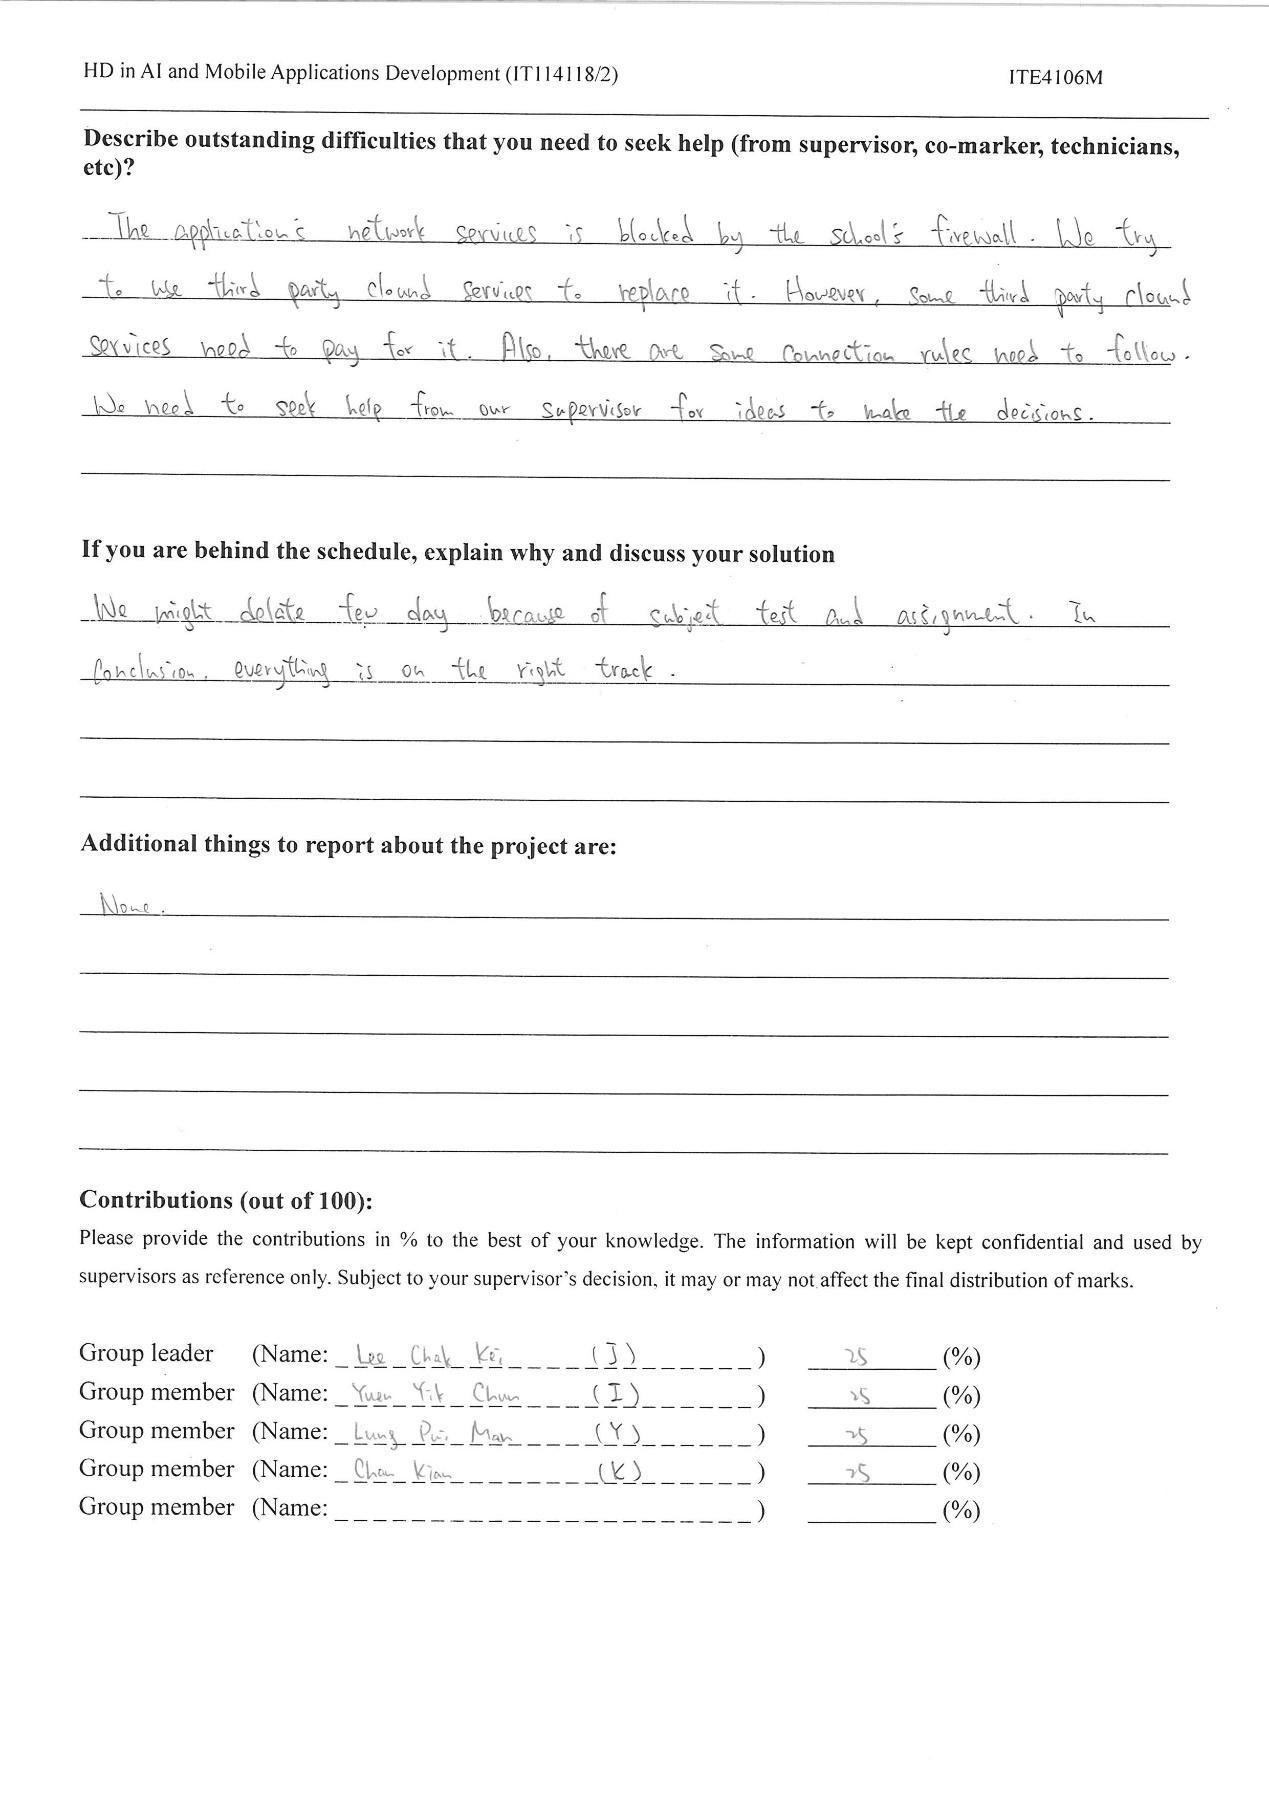 HD in AI and Mobile Applications Development (IT114118/2) ITE4106M
Describe outstanding difficulties that you need to seek help (from supervisor, co-marker, technicians,
etc)?
The application's network services is blocked by the school's firewall. We try
to use third party clound services to replace it. However, some third party clound
services need to pay for it. Also, there are some connection rules need to follow.
We need to seek help from our supervisor for ideas to make the decisions.
If you are behind the schedule, explain why and discuss your solution
We might delate few day because of subject test and assignment. In
conclusion, everything is on the right track.
Additional things to report about the project are:
None.
Contributions (out of 100):
Please provide the contributions in % to the best of your knowledge. The information will be kept confidential and used by
supervisors as reference only. Subject to your supervisor's decision, it may or may not affect the final distribution of marks.
Group leader (Name: Lee Chak Kei (J) ) 25 (%)
Group member (Name: Yuen Yik Chun (I) ) 25 (%)
Group member (Name: Lung Pui Man (Y) ) 25 (%)
Group member (Name: Chan Kian (K) ) 25 (%)
Group member (Name: ) (%)